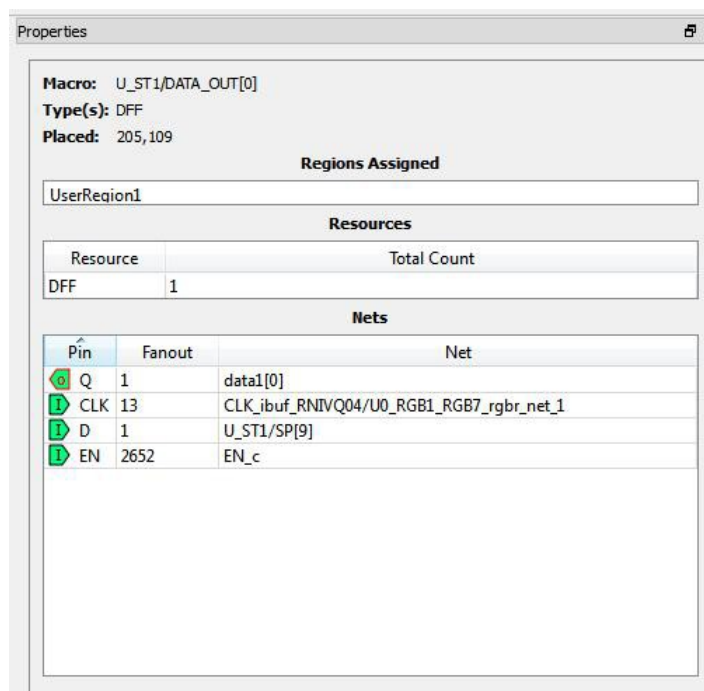 Properties
Macro: U_ST1/DATA_OUT[0]
Type(s): DFF
Placed: 205,109
Regions Assigned
UserRegion1
Resources
Resource Total Count
DFF 1
Nets
Pin Fanout Net
O Q 1 data1[0]
I CLK 13 CLK_ibuf_RNIVQ04/U0_RGB1_RGB7_rgbr_net_1
I D 1 U_ST1/SP[9]
I EN 2652 EN_c